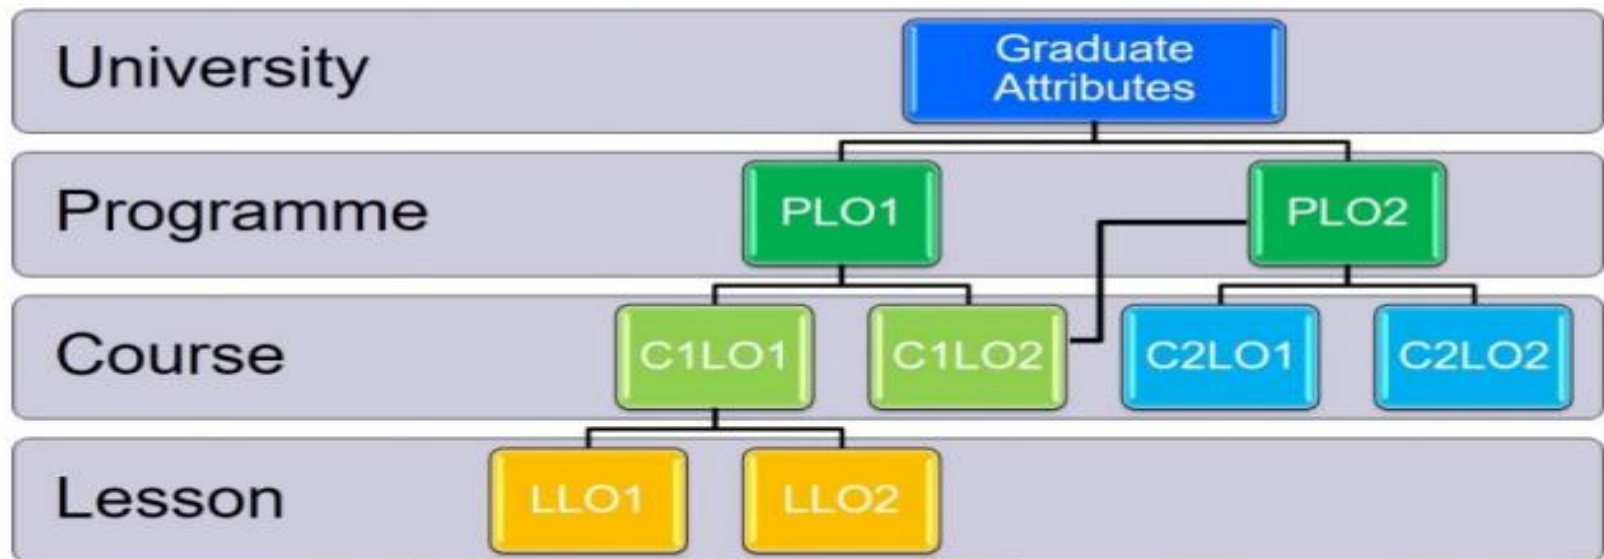 University
Graduate
Attributes
Programme
PLO1
PLO2
Course
C1LO1
C1LO2
C2LO1
C2LO2
Lesson
LLO1
LLO2